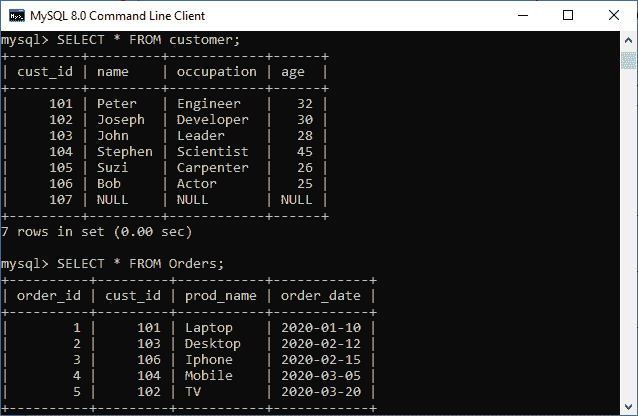 MySQL 8.0 Command Line Client
mysql> SELECT * FROM customer;
+---------+---------+------------+------+
| cust_id | name    | occupation | age  |
+---------+---------+------------+------+
|     101 | Peter   | Engineer   |   32 |
|     102 | Joseph  | Developer  |   30 |
|     103 | John    | Leader     |   28 |
|     104 | Stephen | Scientist  |   45 |
|     105 | Suzi    | Carpenter  |   26 |
|     106 | Bob     | Actor      |   25 |
|     107 | NULL    | NULL       | NULL |
+---------+---------+------------+------+
7 rows in set (0.00 sec)
mysql> SELECT * FROM Orders;
+----------+---------+-----------+------------+
| order_id | cust_id | prod_name | order_date |
+----------+---------+-----------+------------+
|        1 |     101 | Laptop    | 2020-01-10 |
|        2 |     103 | Desktop   | 2020-02-12 |
|        3 |     106 | Iphone    | 2020-02-15 |
|        4 |     104 | Mobile    | 2020-03-05 |
|        5 |     102 | TV        | 2020-03-20 |
+----------+---------+-----------+------------+